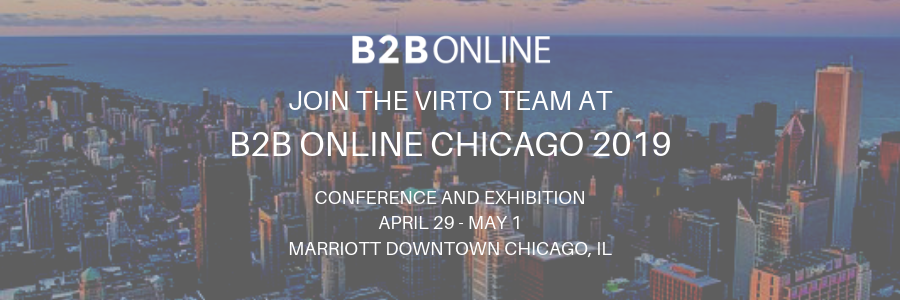 B2B ONLINE
JOIN THE VIRTO TEAM AT
B2B ONLINE CHICAGO 2019
CONFERENCE AND EXHIBITION
APRIL 29 - MAY 1
MARRIOTT DOWNTOWN CHICAGO, IL